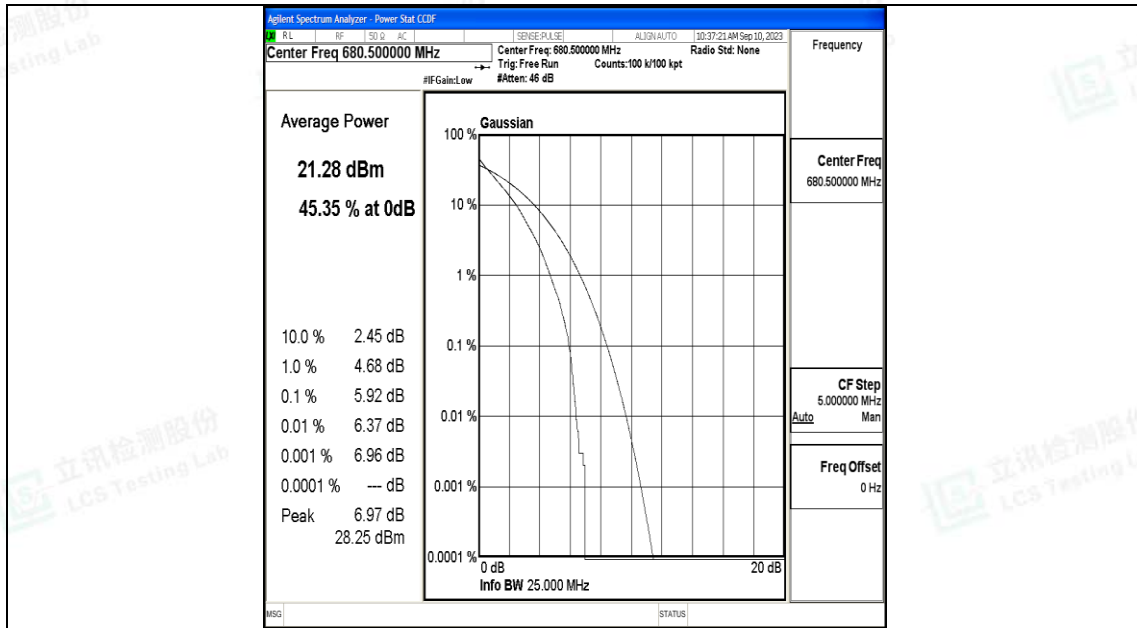 Agilent Spectrum Analyzer - Power Stat CCDF
RL RF 50 Ω AC SENSE:PULSE ALIGNAUTO 10:37:21 AM Sep 10, 2023
Center Freq 680.500000 MHz
Center Freq: 680.500000 MHz Radio Std: None
Trig: Free Run Counts:100 k/100 kpt
#IFGain:Low #Atten: 46 dB
Frequency
Average Power
21.28 dBm
45.35 % at 0dB
10.0 % 2.45 dB
1.0 % 4.68 dB
0.1 % 5.92 dB
0.01 % 6.37 dB
0.001 % 6.96 dB
0.0001 % --- dB
Peak 6.97 dB
28.25 dBm
Gaussian
100 %
10 %
1 %
0.1 %
0.01 %
0.001 %
0.0001 %
0 dB 20 dB
Info BW 25.000 MHz
Center Freq
680.500000 MHz
CF Step
5.000000 MHz
Auto Man
Freq Offset
0 Hz
MSG STATUS
立讯检测股份
LCS Testing Lab